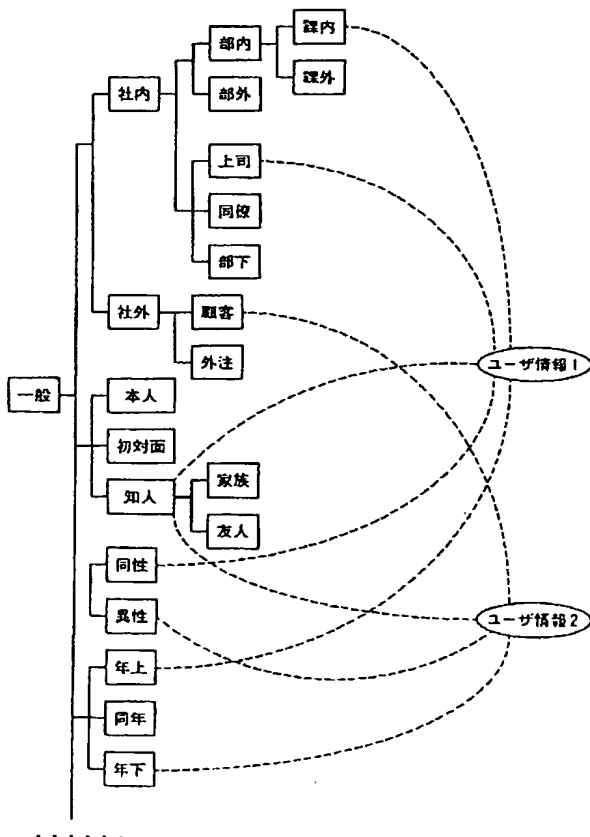 課内
部内
課外
社内
部外
上司
同僚
部下
社外
顧客
外注
ユーザ情報1
一般
本人
初対面
知人
家族
友人
同性
異性
ユーザ情報2
年上
同年
年下